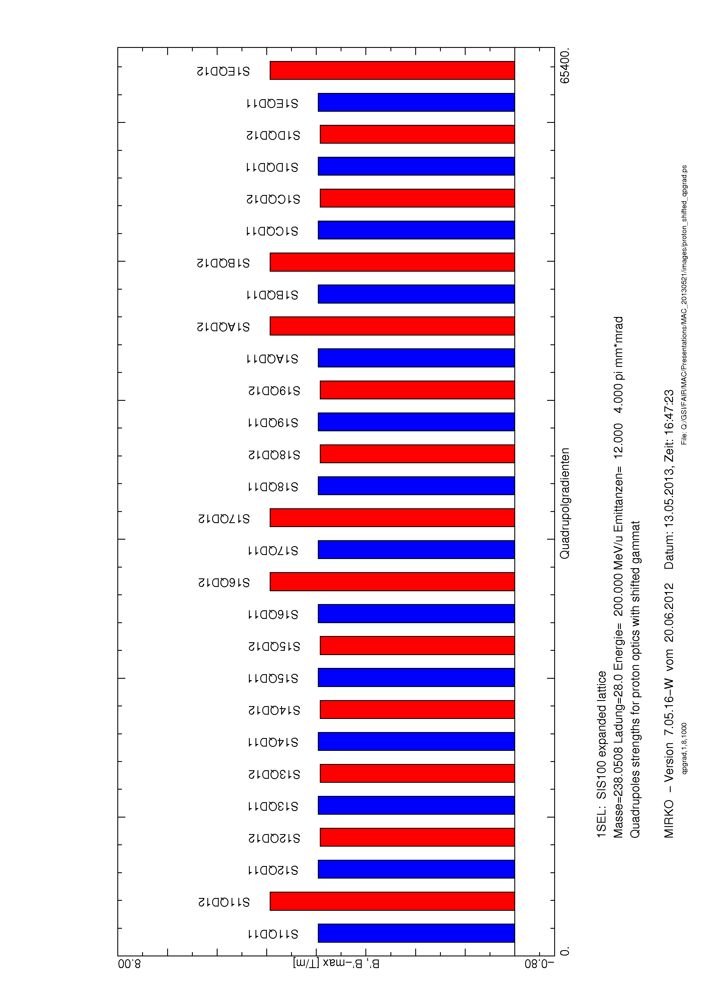 8.00
B', B'-max [T/m]
-0.80
S11QD11
S11QD12
S12QD11
S12QD12
S13QD11
S13QD12
S14QD11
S14QD12
S15QD11
S15QD12
S16QD11
S16QD12
S17QD11
S17QD12
S18QD11
S18QD12
S19QD11
S19QD12
S1AQD11
S1AQD12
S1BQD11
S1BQD12
S1CQD11
S1CQD12
S1DQD11
S1DQD12
S1EQD11
S1EQD12
0. Quadrupolgradienten 65400.
1SEL: SIS100 expanded lattice
Masse=238.0508 Ladung=28.0 Energie= 200.000 MeV/u Emittanzen= 12.000 4.000 pi mm*mrad
Quadrupoles strengths for proton optics with shifted gammat
MIRKO - Version 7.05.16-W vom 20.06.2012 Datum: 13.05.2013, Zeit: 16:47:23
qpgrad,1,8,1000 File: Q:/GSI/FAIR/MAC/Presentations/MAC_20130521/images/proton_shifted_qpgrad.ps